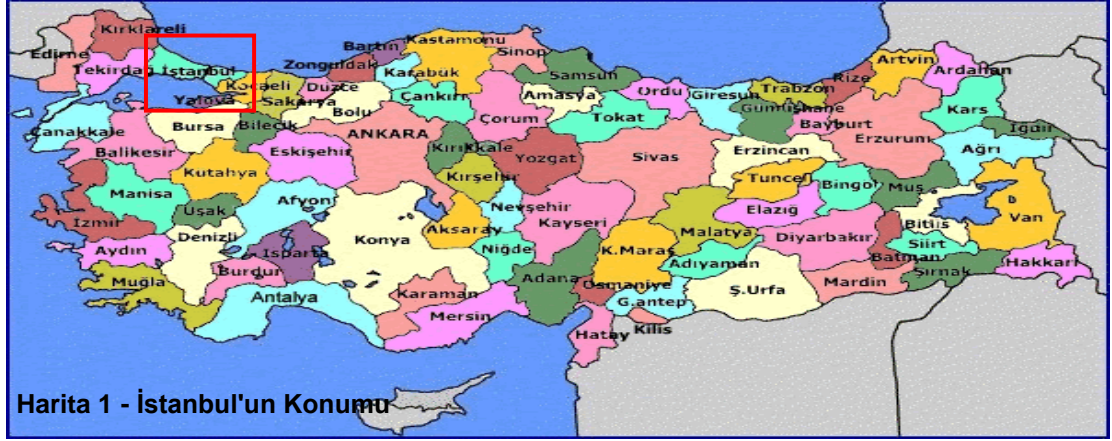 Kırklareli
Edirne
Tekirdağ
İstanbul
Yalova
Kocaeli
Sakarya
Düzce
Zonguldak
Bartın
Kastamonu
Karabük
Sinop
Samsun
Bolu
Çankırı
Amasya
Ordu
Giresun
Trabzon
Rize
Artvin
Ardahan
Gümüşhane
Bayburt
Kars
Iğdır
Çanakkale
Bursa
Bilecik
ANKARA
Çorum
Tokat
Erzurum
Ağrı
Balikesir
Eskişehir
Kırıkkale
Yozgat
Sivas
Erzincan
Kutahya
Kırşehir
Tunceli
Bingöl
Muş
Manisa
Uşak
Afyon
Nevşehir
Kayseri
Elazığ
Bitlis
Van
İzmir
Denizli
Konya
Aksaray
Malatya
Diyarbakır
Siirt
Aydın
Isparta
Niğde
K.Maraş
Adıyaman
Batman
Şırnak
Hakkari
Muğla
Burdur
Antalya
Karaman
Adana
Osmaniye
G.antep
Ş.Urfa
Mardin
Mersin
Hatay
Kilis
Harita 1 - İstanbul'un Konumu